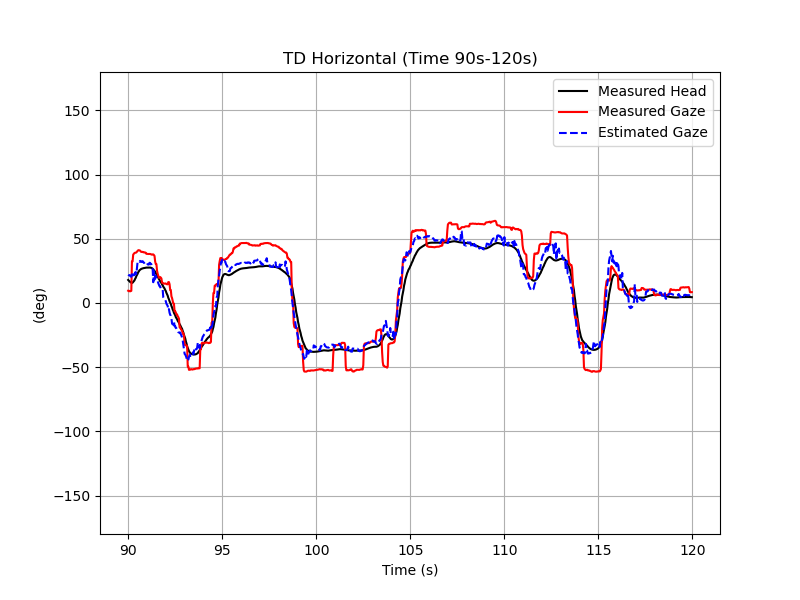 TD Horizontal (Time 90s-120s)
Measured Head
Measured Gaze
Estimated Gaze
150
100
50
0
−50
−100
−150
(deg)
90 95 100 105 110 115 120
Time (s)